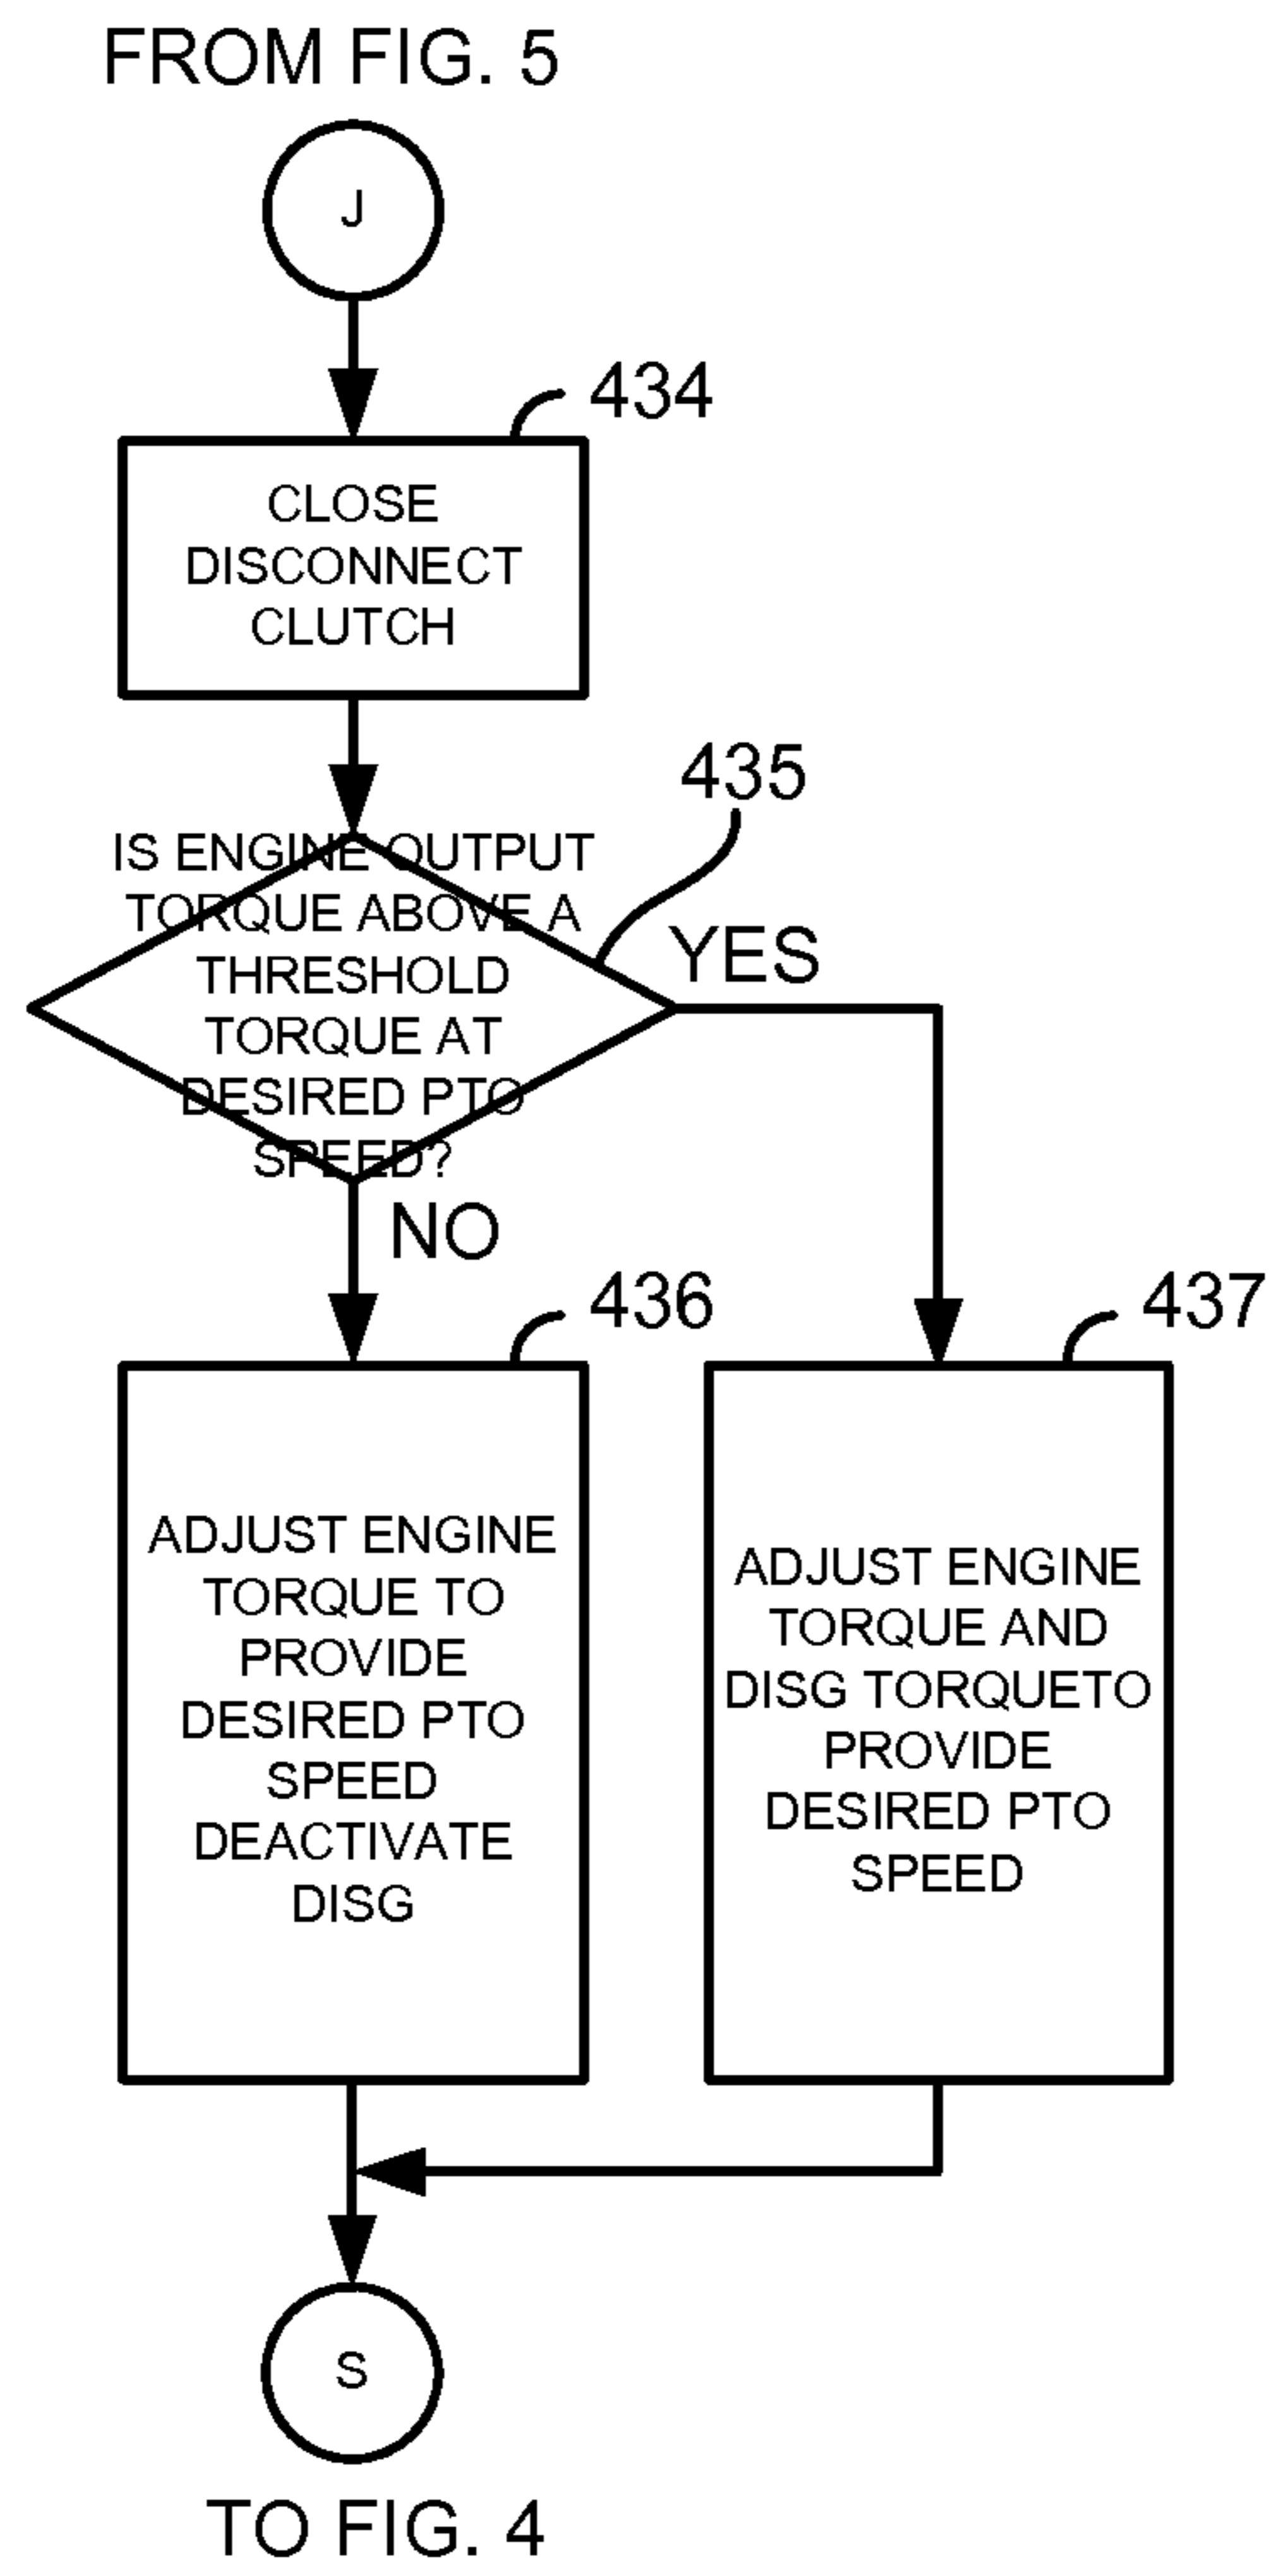 FROM FIG. 5
J
434
CLOSE
DISCONNECT
CLUTCH
435
IS ENGINE OUTPUT
TORQUE ABOVE A
THRESHOLD
TORQUE AT
DESIRED PTO
SPEED?
YES
NO
436
ADJUST ENGINE
TORQUE TO
PROVIDE
DESIRED PTO
SPEED
DEACTIVATE
DISG
437
ADJUST ENGINE
TORQUE AND
DISG TORQUETO
PROVIDE
DESIRED PTO
SPEED
S
TO FIG. 4